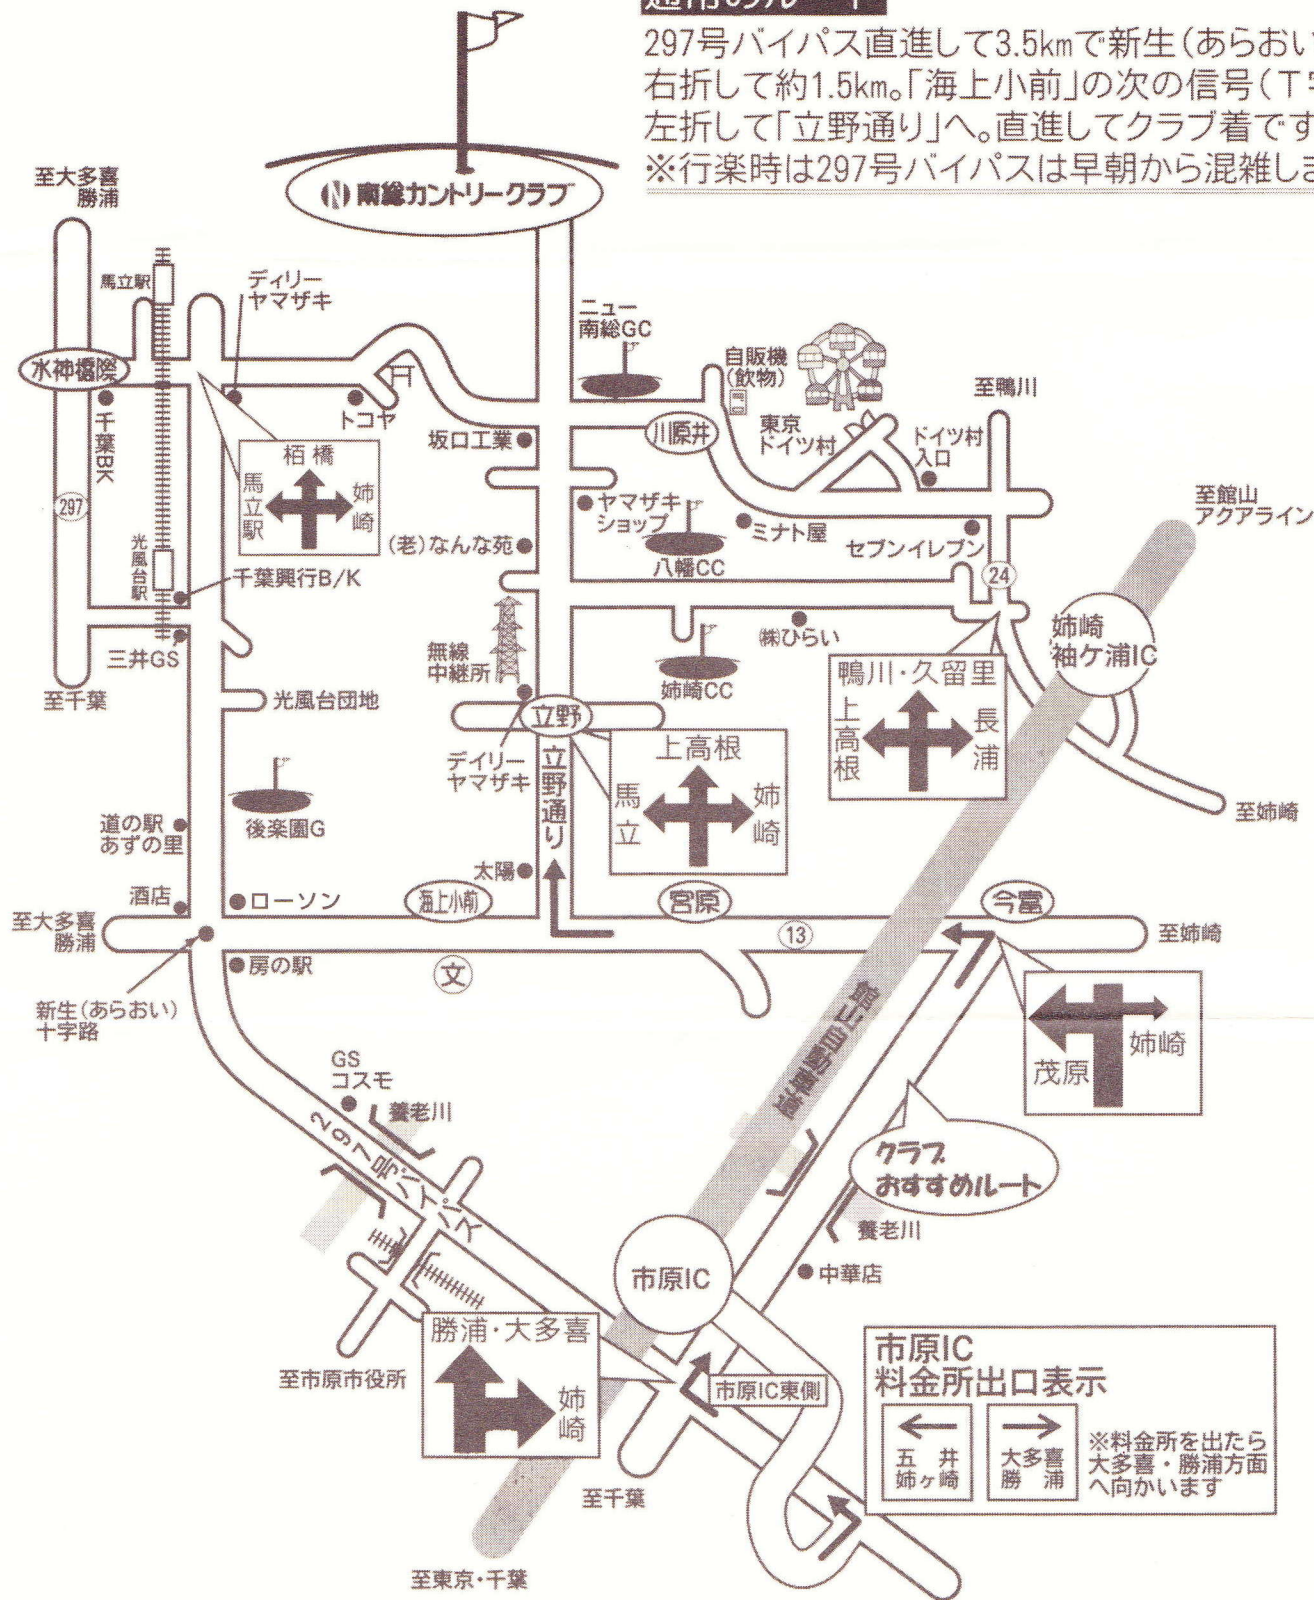 通常のルート
297号バイパス直進して3.5kmで新生(あらおい
右折して約1.5km。「海上小前」の次の信号(T字
左折して「立野通り」へ。直進してクラブ着です
※行楽時は297号バイパスは早朝から混雑しま
南総カントリークラブ
至大多喜
勝浦
馬立駅
デイリー
ヤマザキ
ニュー
南総GC
自販機
(飲物)
至鴨川
水神橋際
千葉BK
トコヤ
坂口工業
川原井
東京
ドイツ村
ドイツ村
入口
栢橋
馬立駅
姉崎
297
ヤマザキ
ショップ
ミナト屋
セブンイレブン
至館山
アクアライン
光風台駅
(老)なんな苑
八幡CC
千葉興行B/K
24
三井GS
無線
中継所
㈱ひらい
姉崎
袖ケ浦IC
至千葉
光風台団地
姉崎CC
鴨川・久留里
上高根
長浦
立野
デイリー
ヤマザキ
立野通り
上高根
馬立
姉崎
至姉崎
後楽園G
道の駅
あずの里
太陽
酒店
ローソン
海上小前
宮原
今富
至大多喜
勝浦
13
至姉崎
房の駅
文
新生(あらおい)
十字路
館山自動車道
茂原
姉崎
GS
コスモ
養老川
297号バイパス
クラブ
おすすめルート
養老川
市原IC
中華店
勝浦・大多喜
姉崎
至市原市役所
市原IC東側
市原IC
料金所出口表示
五井
姉ヶ崎
大多喜
勝浦
※料金所を出たら
大多喜・勝浦方面
へ向かいます
至千葉
至東京・千葉